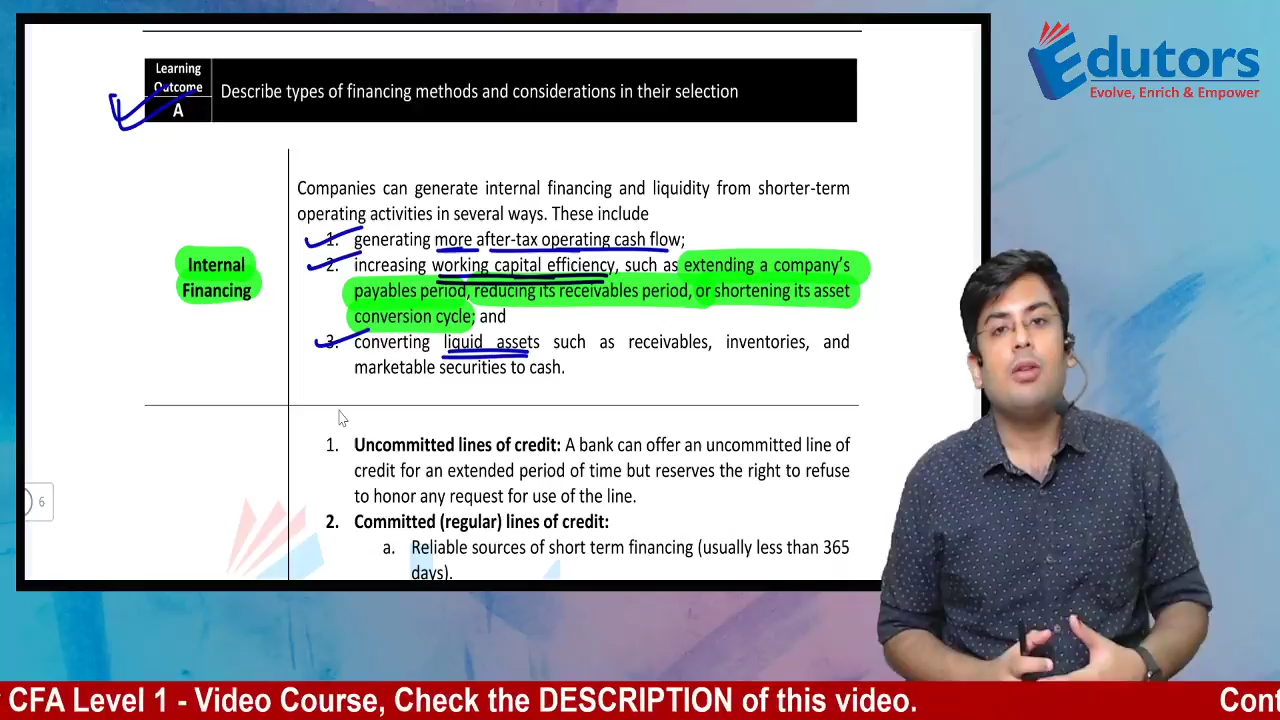 Learning
Outcome
A
Describe types of financing methods and considerations in their selection
Edutors
Evolve, Enrich & Empower
Internal
Financing
Companies can generate internal financing and liquidity from shorter-term
operating activities in several ways. These include
1. generating more after-tax operating cash flow;
2. increasing working capital efficiency, such as extending a company's
payables period, reducing its receivables period, or shortening its asset
conversion cycle; and
3. converting liquid assets such as receivables, inventories, and
marketable securities to cash.
1. Uncommitted lines of credit: A bank can offer an uncommitted line of
credit for an extended period of time but reserves the right to refuse
to honor any request for use of the line.
2. Committed (regular) lines of credit:
a. Reliable sources of short term financing (usually less than 365
days).
6
CFA Level 1 - Video Course, Check the DESCRIPTION of this video.
Cont